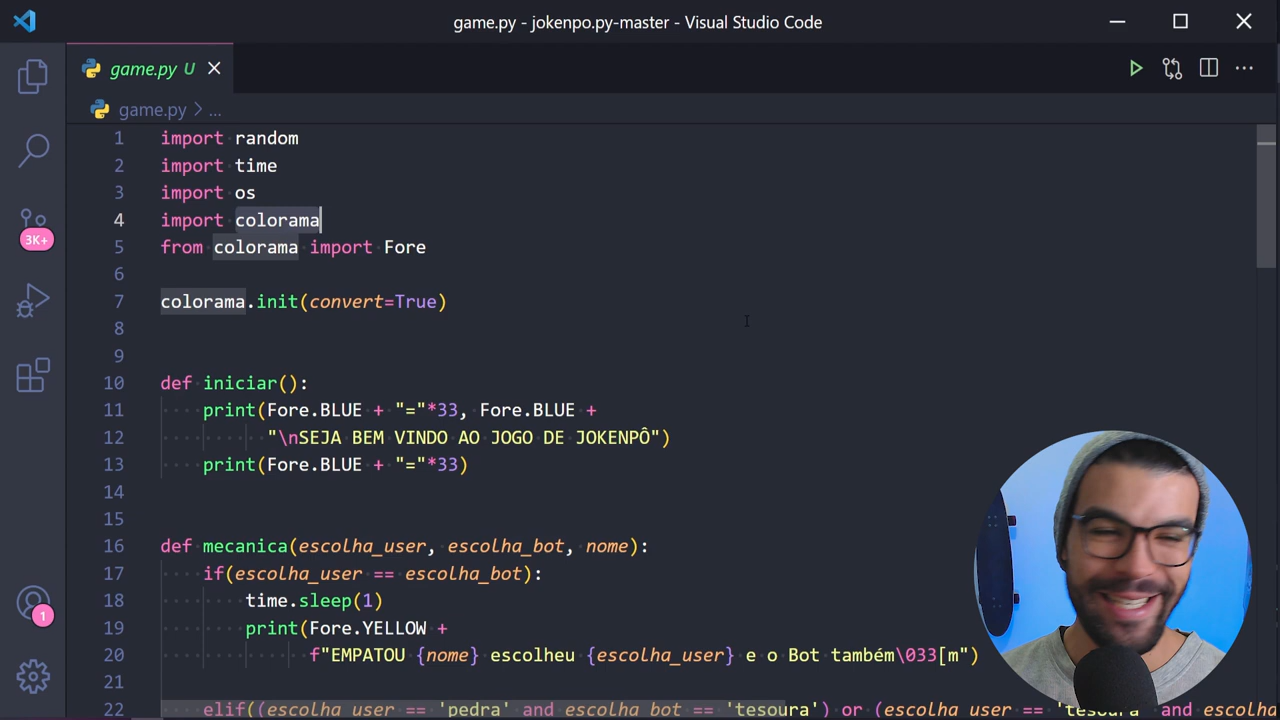 game.py - jokenpo.py-master - Visual Studio Code
game.py U
game.py > ...
1 import random
2 import time
3 import os
4 import colorama
5 from colorama import Fore
6
7 colorama.init(convert=True)
8
9
10 def iniciar():
11 print(Fore.BLUE + "="*33, Fore.BLUE +
12 "\nSEJA BEM VINDO AO JOGO DE JOKENPÔ")
13 print(Fore.BLUE + "="*33)
14
15
16 def mecanica(escolha_user, escolha_bot, nome):
17 if(escolha_user == escolha_bot):
18 time.sleep(1)
19 print(Fore.YELLOW +
20 f"EMPATOU {nome} escolheu {escolha_user} e o Bot também\033[m")
21
22 elif((escolha_user == 'pedra' and escolha_bot == 'tesoura') or (escolha_user == 'tesoura' and escolha
3K+
1